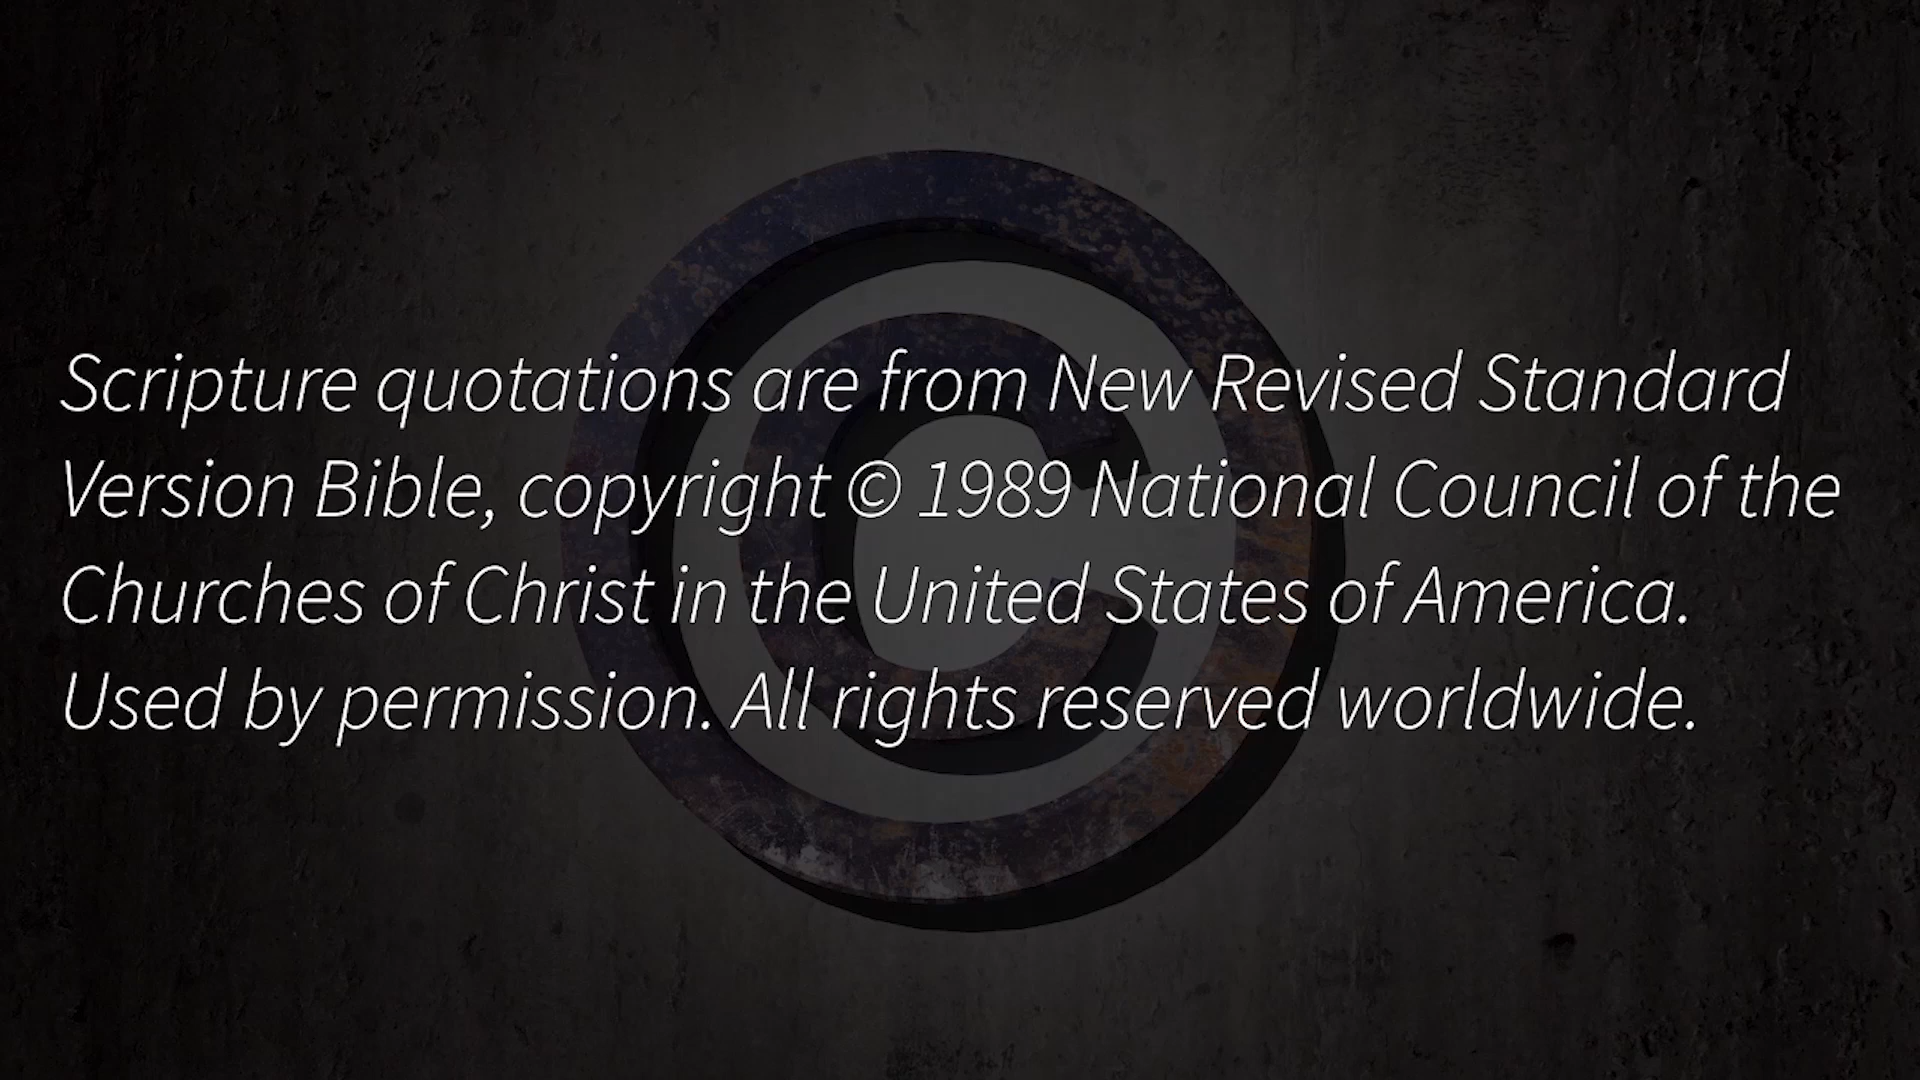 Scripture quotations are from New Revised Standard
Version Bible, copyright © 1989 National Council of the
Churches of Christ in the United States of America.
Used by permission. All rights reserved worldwide.